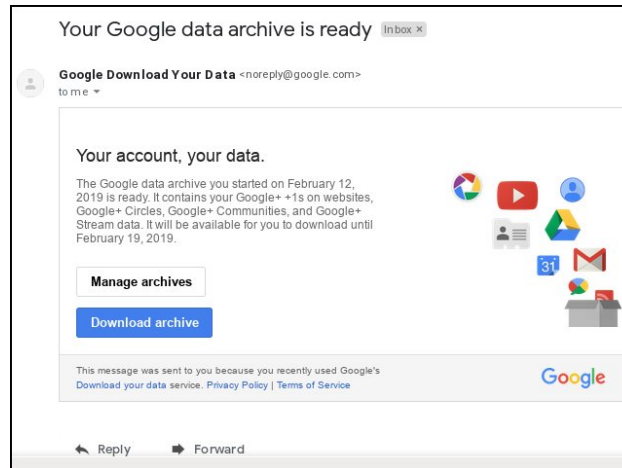 Your Google data archive is ready Inbox ×
Google Download Your Data <noreply@google.com>
to me
Your account, your data.
The Google data archive you started on February 12,
2019 is ready. It contains your Google+ +1s on websites,
Google+ Circles, Google+ Communities, and Google+
Stream data. It will be available for you to download until
February 19, 2019.
31
Manage archives
Download archive
This message was sent to you because you recently used Google's
Download your data service. Privacy Policy | Terms of Service
Google
Reply Forward